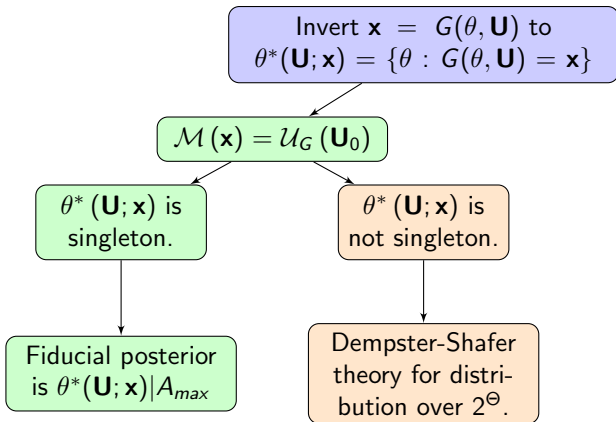 Invert 𝐱 = G(θ, 𝐔) to
θ*(𝐔; 𝐱) = {θ : G(θ, 𝐔) = 𝐱}
ℳ (𝐱) = 𝒰_G (𝐔₀)
θ* (𝐔; 𝐱) is
singleton.
θ* (𝐔; 𝐱) is
not singleton.
Fiducial posterior
is θ*(𝐔; 𝐱)|A_max
Dempster-Shafer
theory for distri-
bution over 2^Θ.